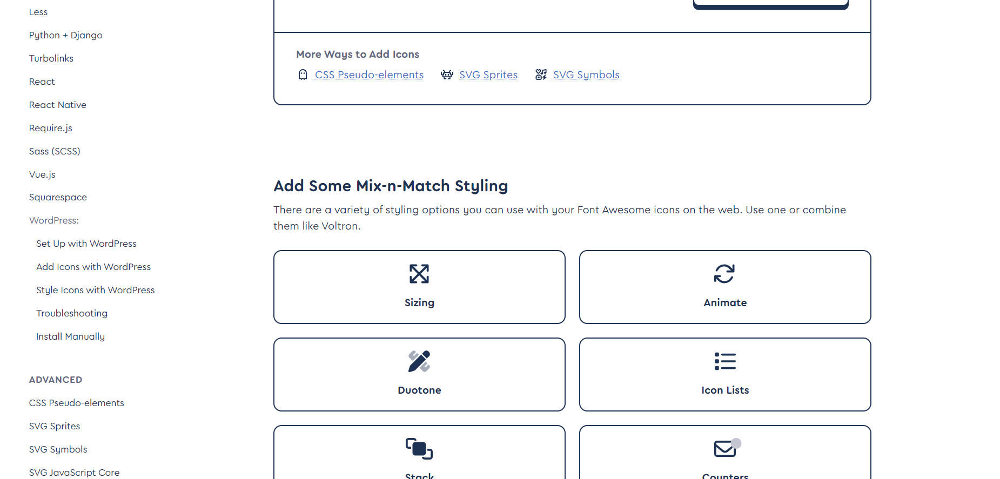 Less
Python + Django
Turbolinks
React
React Native
Require.js
Sass (SCSS)
Vue.js
Squarespace
WordPress:
Set Up with WordPress
Add Icons with WordPress
Style Icons with WordPress
Troubleshooting
Install Manually
ADVANCED
CSS Pseudo-elements
SVG Sprites
SVG Symbols
SVG JavaScript Core
More Ways to Add Icons
CSS Pseudo-elements SVG Sprites SVG Symbols
Add Some Mix-n-Match Styling
There are a variety of styling options you can use with your Font Awesome icons on the web. Use one or combine
them like Voltron.
Sizing
Animate
Duotone
Icon Lists
Stack
Counters